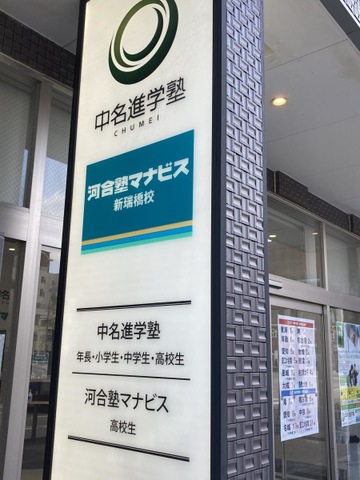 中名進学塾
CHUMEI
河合塾マナビス
新瑞橋校
中名進学塾
年長・小学生・中学生・高校生
河合塾マナビス
高校生